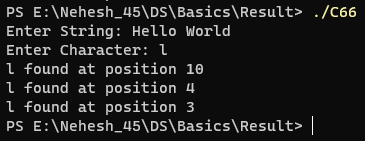 PS E:\Nehesh_45\DS\Basics\Result> ./C66
Enter String: Hello World
Enter Character: l
l found at position 10
l found at position 4
l found at position 3
PS E:\Nehesh_45\DS\Basics\Result>